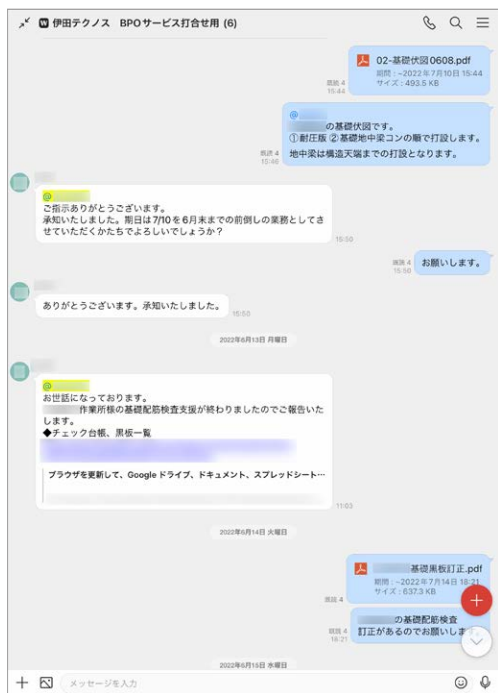 伊田テクノス BPOサービス打合せ用 (6)
02-基礎伏図0608.pdf
期間:~2022年7月10日 15:44
サイズ:493.5 KB
既読 4
15:44
@
の基礎伏図です。
①耐圧版 ②基礎地中梁コンの順で打設します。
地中梁は構造天端までの打設となります。
既読 4
15:46
@
ご指示ありがとうございます。
承知いたしました。期日は7/10を6月末までの前倒しの業務としてさ
せていただくかたちでよろしいでしょうか?
15:50
お願いします。
既読 4
15:50
ありがとうございます。承知いたしました。
15:50
2022年6月13日 月曜日
@
お世話になっております。
作業所様の基礎配筋検査支援が終わりましたのでご報告いた
します。
◆チェック台帳、黒板一覧
ブラウザを更新して、Google ドライブ、ドキュメント、スプレッドシート…
11:03
2022年6月14日 火曜日
基礎黒板訂正.pdf
期間:~2022年7月14日 18:21
サイズ:637.3 KB
既読 4
の基礎配筋検査
訂正があるのでお願いしま
既読 4
18:21
2022年6月15日 水曜日
メッセージを入力